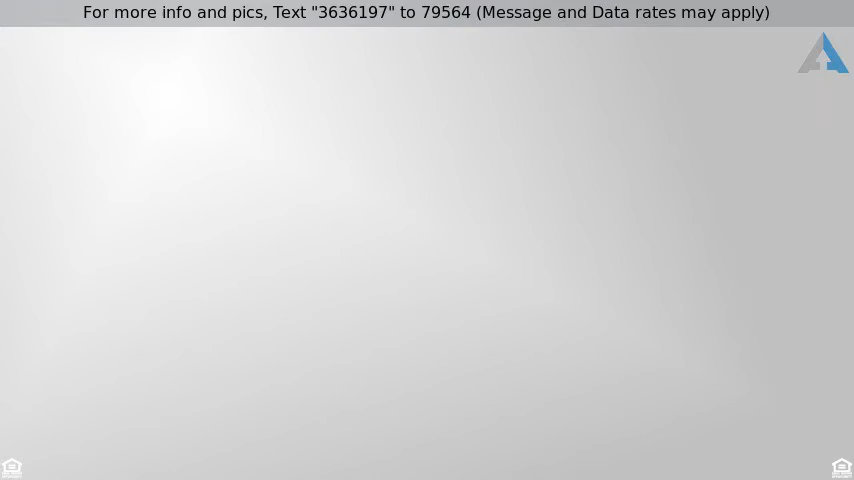 For more info and pics, Text "3636197" to 79564 (Message and Data rates may apply)